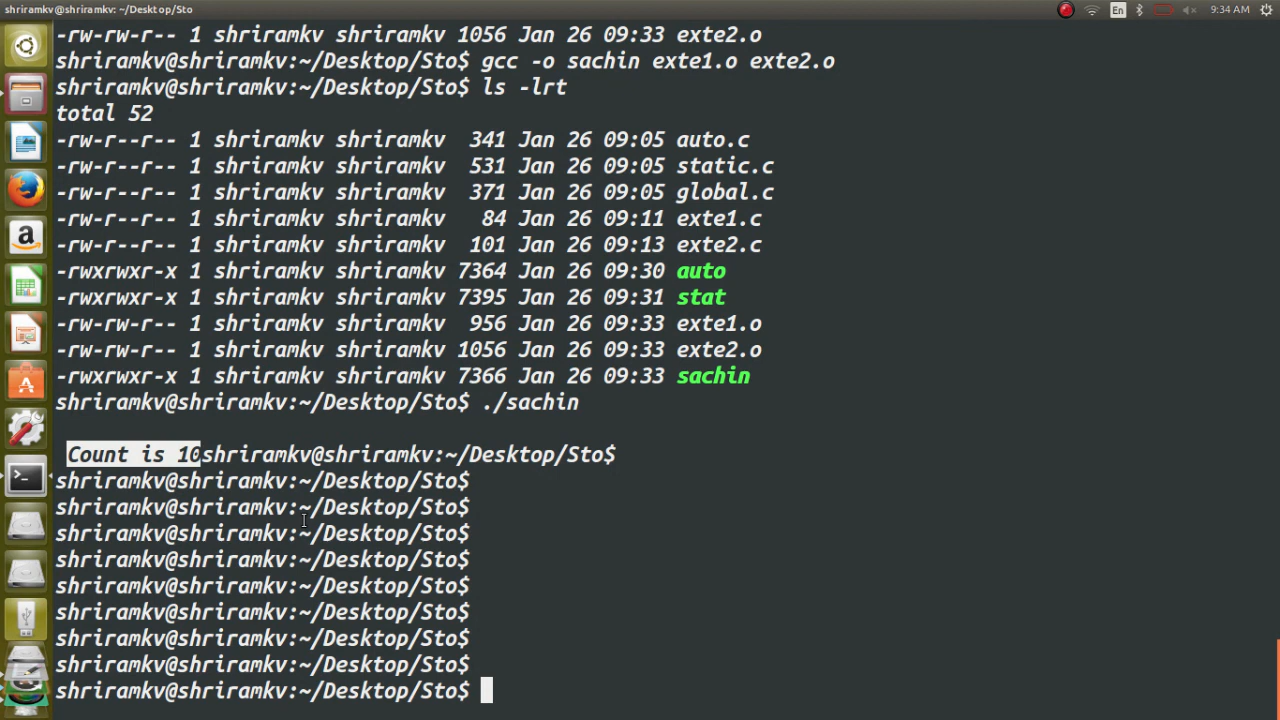 shriramkv@shriramkv: ~/Desktop/Sto
En
9:34 AM
-rw-rw-r-- 1 shriramkv shriramkv 1056 Jan 26 09:33 exte2.o
shriramkv@shriramkv:~/Desktop/Sto$ gcc -o sachin exte1.o exte2.o
shriramkv@shriramkv:~/Desktop/Sto$ ls -lrt
total 52
-rw-r--r-- 1 shriramkv shriramkv  341 Jan 26 09:05 auto.c
-rw-r--r-- 1 shriramkv shriramkv  531 Jan 26 09:05 static.c
-rw-r--r-- 1 shriramkv shriramkv  371 Jan 26 09:05 global.c
-rw-r--r-- 1 shriramkv shriramkv   84 Jan 26 09:11 exte1.c
-rw-r--r-- 1 shriramkv shriramkv  101 Jan 26 09:13 exte2.c
-rwxrwxr-x 1 shriramkv shriramkv 7364 Jan 26 09:30 auto
-rwxrwxr-x 1 shriramkv shriramkv 7395 Jan 26 09:31 stat
-rw-rw-r-- 1 shriramkv shriramkv  956 Jan 26 09:33 exte1.o
-rw-rw-r-- 1 shriramkv shriramkv 1056 Jan 26 09:33 exte2.o
-rwxrwxr-x 1 shriramkv shriramkv 7366 Jan 26 09:33 sachin
shriramkv@shriramkv:~/Desktop/Sto$ ./sachin
Count is 10shriramkv@shriramkv:~/Desktop/Sto$
shriramkv@shriramkv:~/Desktop/Sto$
shriramkv@shriramkv:~/Desktop/Sto$
shriramkv@shriramkv:~/Desktop/Sto$
shriramkv@shriramkv:~/Desktop/Sto$
shriramkv@shriramkv:~/Desktop/Sto$
shriramkv@shriramkv:~/Desktop/Sto$
shriramkv@shriramkv:~/Desktop/Sto$
shriramkv@shriramkv:~/Desktop/Sto$
shriramkv@shriramkv:~/Desktop/Sto$